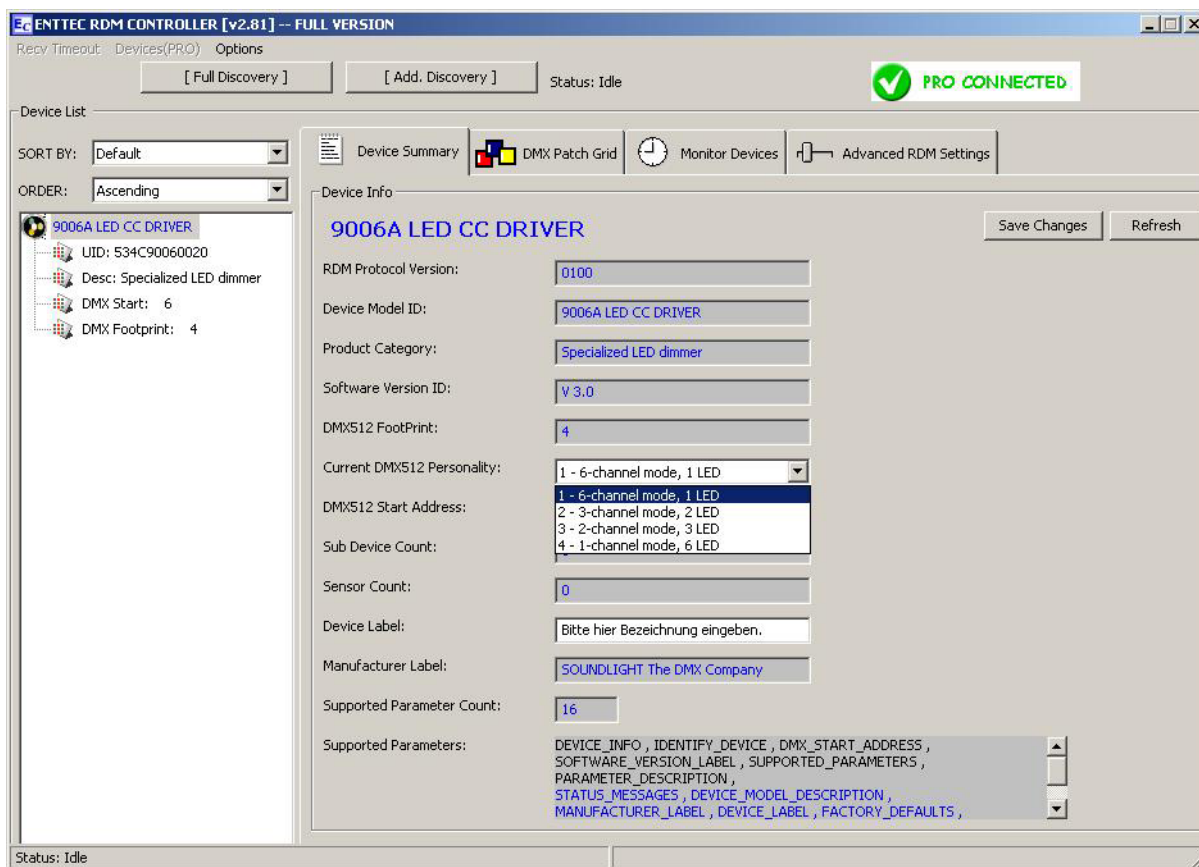 ENTTEC RDM CONTROLLER [v2.81] -- FULL VERSION
Recv Timeout Devices(PRO) Options
[ Full Discovery ] [ Add. Discovery ] Status: Idle PRO CONNECTED
Device List
SORT BY: Default
ORDER: Ascending
9006A LED CC DRIVER
UID: 534C90060020
Desc: Specialized LED dimmer
DMX Start: 6
DMX Footprint: 4
Device Summary DMX Patch Grid Monitor Devices Advanced RDM Settings
Device Info
9006A LED CC DRIVER Save Changes Refresh
RDM Protocol Version: 0100
Device Model ID: 9006A LED CC DRIVER
Product Category: Specialized LED dimmer
Software Version ID: V 3.0
DMX512 FootPrint: 4
Current DMX512 Personality: 1 - 6-channel mode, 1 LED
1 - 6-channel mode, 1 LED
2 - 3-channel mode, 2 LED
DMX512 Start Address:
3 - 2-channel mode, 3 LED
4 - 1-channel mode, 6 LED
Sub Device Count:
Sensor Count: 0
Device Label: Bitte hier Bezeichnung eingeben.
Manufacturer Label: SOUNDLIGHT The DMX Company
Supported Parameter Count: 16
Supported Parameters: DEVICE_INFO , IDENTIFY_DEVICE , DMX_START_ADDRESS ,
SOFTWARE_VERSION_LABEL , SUPPORTED_PARAMETERS ,
PARAMETER_DESCRIPTION ,
STATUS_MESSAGES , DEVICE_MODEL_DESCRIPTION ,
MANUFACTURER_LABEL , DEVICE_LABEL , FACTORY_DEFAULTS ,
Status: Idle